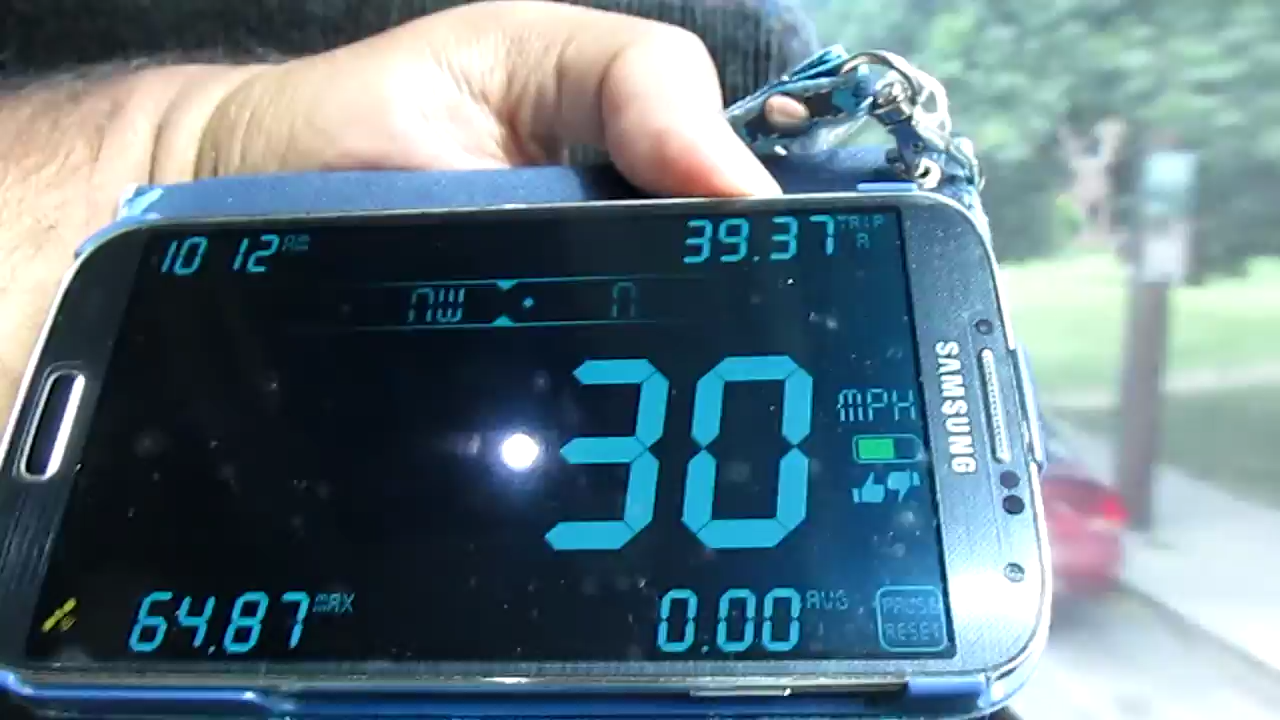 10 12 AM
39.37 TRIP A
NW N
30 MPH
64.87 MAX
0.00 AVG
PAUSE
RESET
SAMSUNG